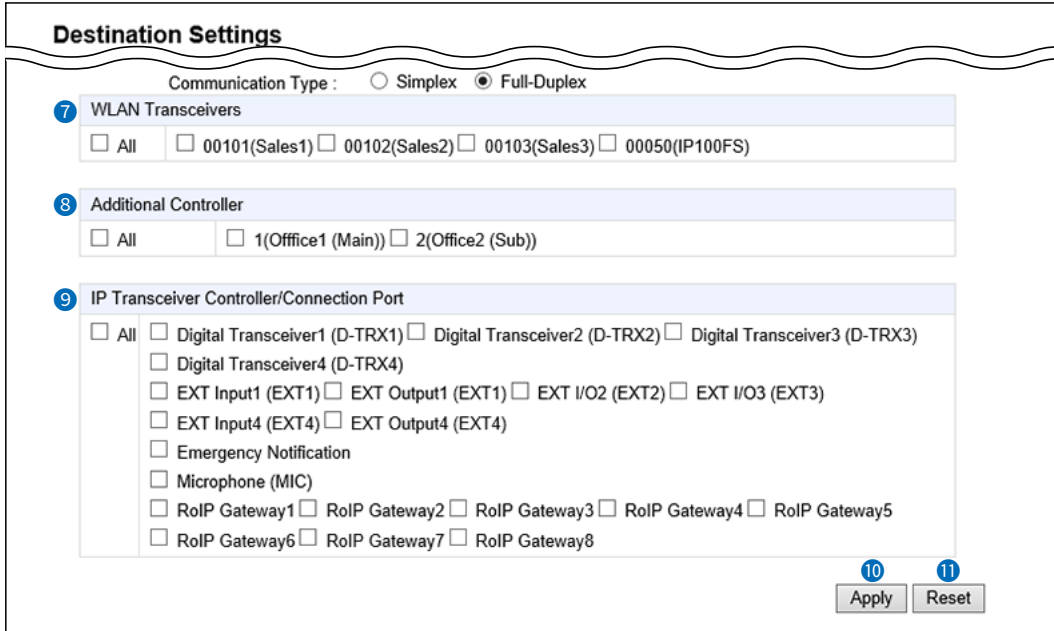 Destination Settings
Communication Type : Simplex Full-Duplex
7 WLAN Transceivers
All 00101(Sales1) 00102(Sales2) 00103(Sales3) 00050(IP100FS)
8 Additional Controller
All 1(Offfice1 (Main)) 2(Office2 (Sub))
9 IP Transceiver Controller/Connection Port
All Digital Transceiver1 (D-TRX1) Digital Transceiver2 (D-TRX2) Digital Transceiver3 (D-TRX3)
Digital Transceiver4 (D-TRX4)
EXT Input1 (EXT1) EXT Output1 (EXT1) EXT I/O2 (EXT2) EXT I/O3 (EXT3)
EXT Input4 (EXT4) EXT Output4 (EXT4)
Emergency Notification
Microphone (MIC)
RoIP Gateway1 RoIP Gateway2 RoIP Gateway3 RoIP Gateway4 RoIP Gateway5
RoIP Gateway6 RoIP Gateway7 RoIP Gateway8
10 11
Apply Reset